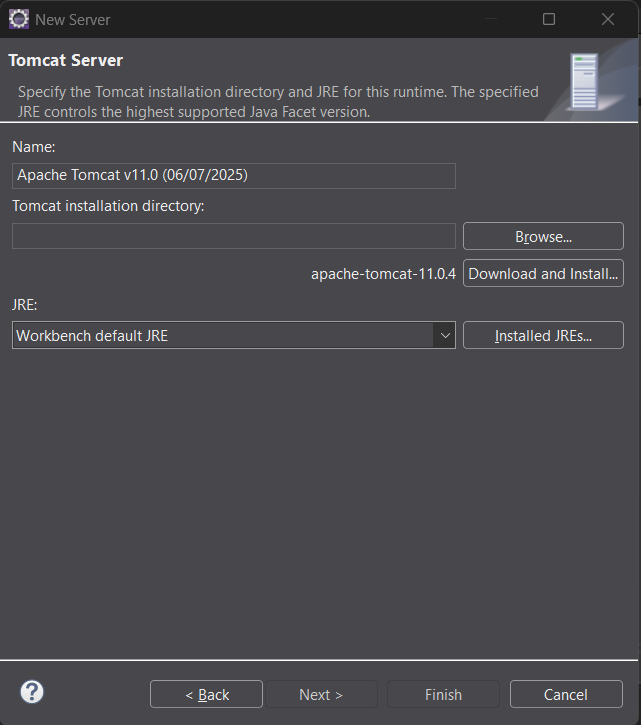 New Server
Tomcat Server
Specify the Tomcat installation directory and JRE for this runtime. The specified
JRE controls the highest supported Java Facet version.
Name:
Apache Tomcat v11.0 (06/07/2025)
Tomcat installation directory:
Browse...
apache-tomcat-11.0.4 Download and Install...
JRE:
Workbench default JRE Installed JREs...
? < Back Next > Finish Cancel